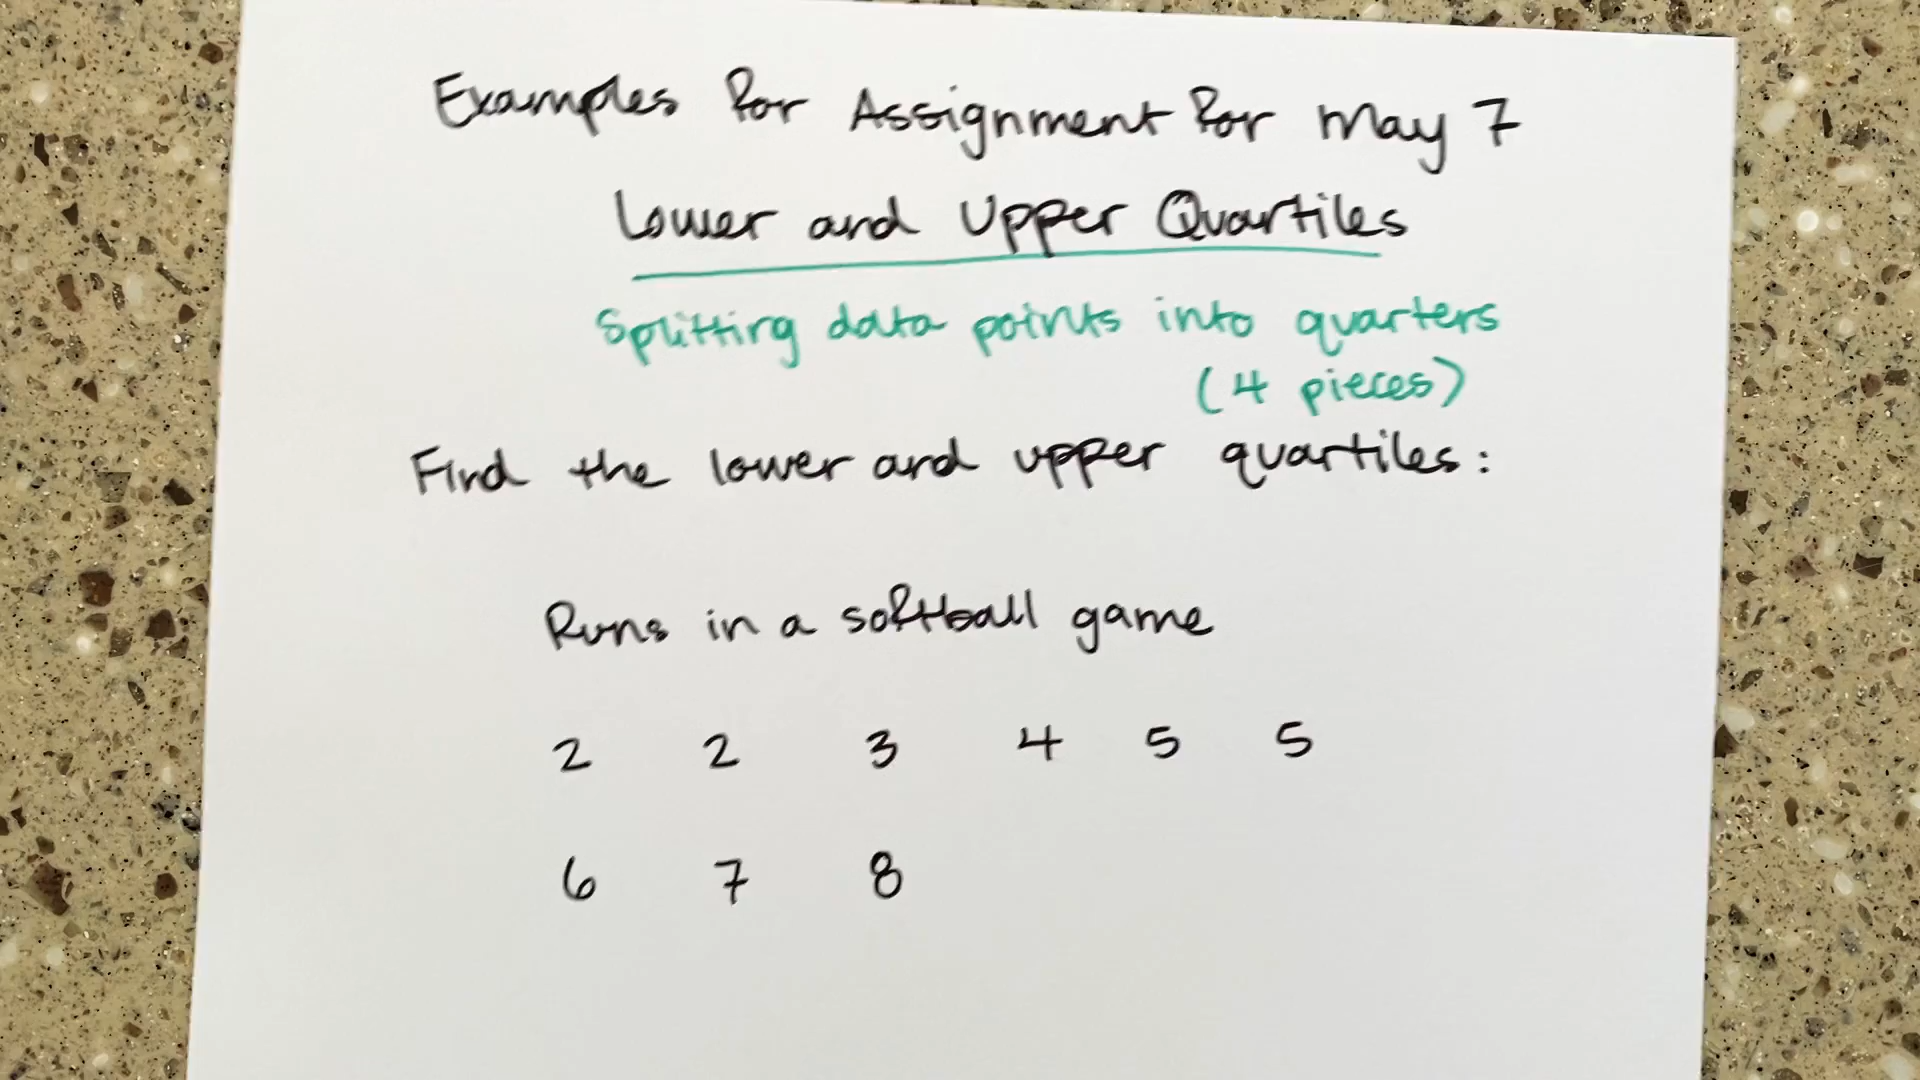 Examples for Assignment for May 7
Lower and Upper Quartiles
Splitting data points into quarters
(4 pieces)
Find the lower and upper quartiles:
Runs in a softball game
2 2 3 4 5 5
6 7 8